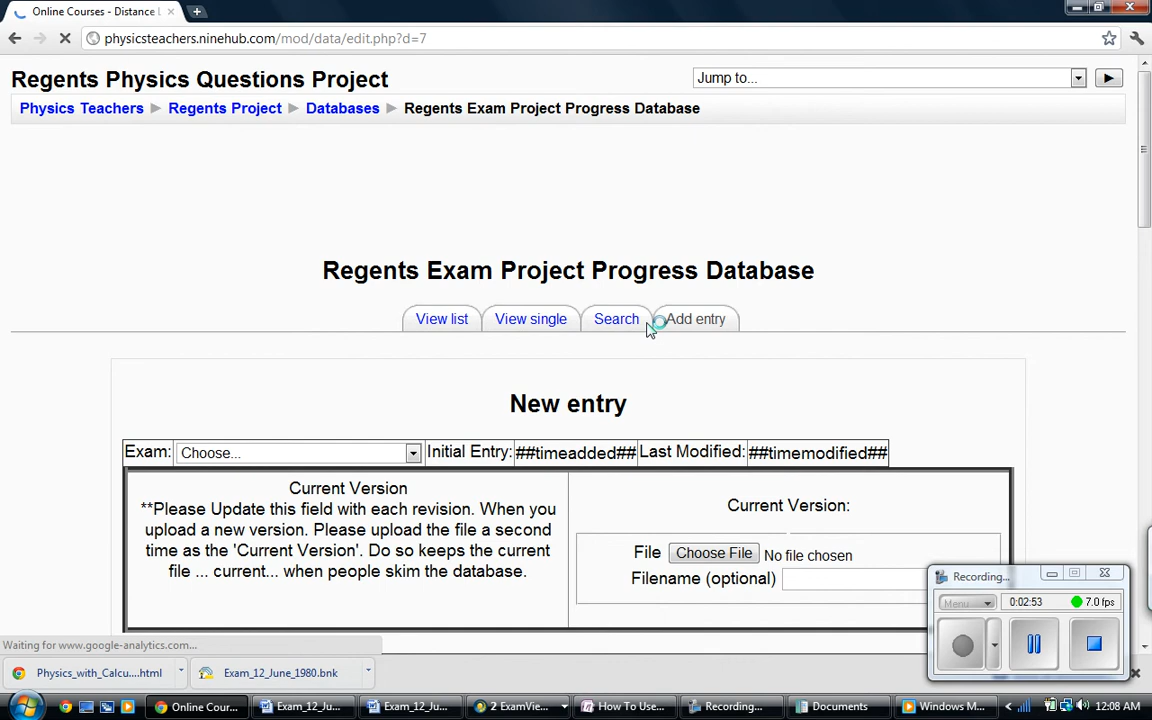 Online Courses - Distance L
physicsteachers.ninehub.com/mod/data/edit.php?d=7
Regents Physics Questions Project
Jump to...
Physics Teachers ► Regents Project ► Databases ► Regents Exam Project Progress Database
Regents Exam Project Progress Database
View list
View single
Search
Add entry
New entry
Exam:
Choose...
Initial Entry:
##timeadded##
Last Modified:
##timemodified##
Current Version
**Please Update this field with each revision. When you
upload a new version. Please upload the file a second
time as the 'Current Version'. Do so keeps the current
file ... current... when people skim the database.
Current Version:
File
Choose File
No file chosen
Filename (optional)
Recording...
Menu
0:02:53
7.0 fps
Waiting for www.google-analytics.com...
Physics_with_Calcu....html
Exam_12_June_1980.bnk
Online Cour...
Exam_12_Ju...
Exam_12_Ju...
2 ExamVie...
How To Use...
Recording...
Documents
Windows M...
12:08 AM